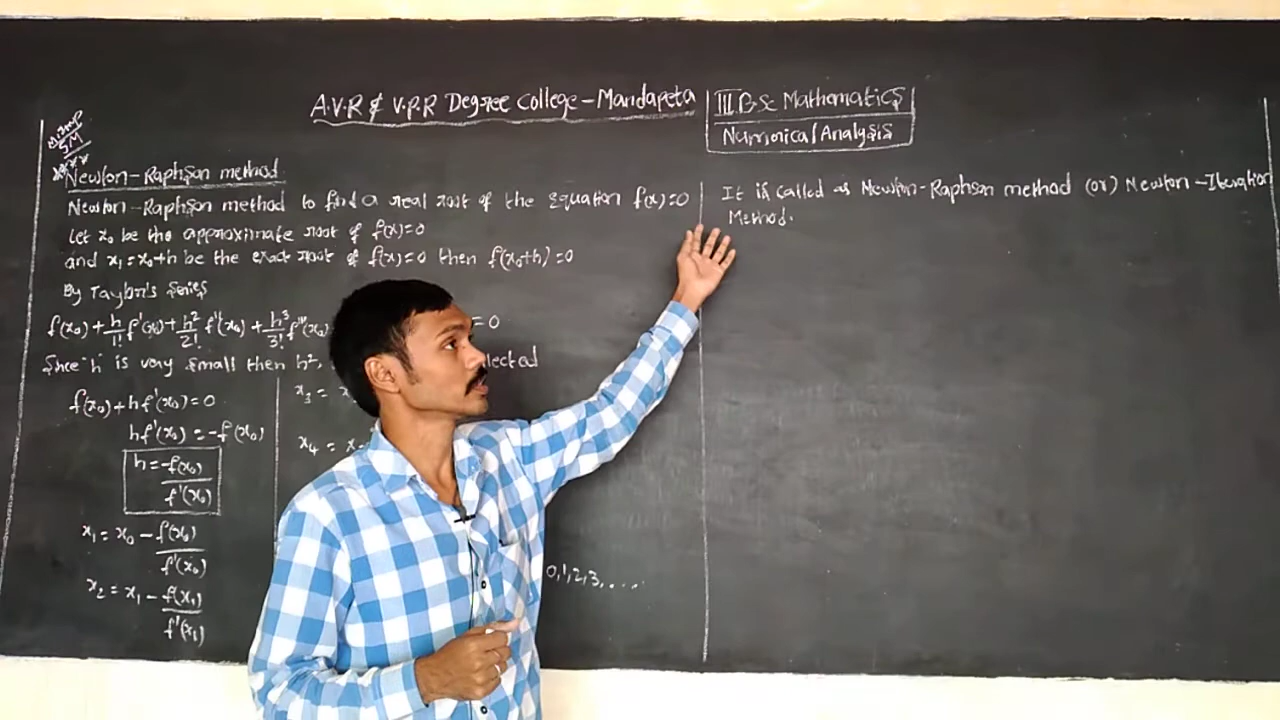 A.V.R & V.P.R Degree College - Mandapeta
III B.Sc Mathematics
Numerical Analysis
5M
***
Newton-Raphson method
Newton-Raphson method to find a real root of the equation f(x)=0
Let x₀ be the approximate root of f(x)=0
and x₁=x₀+h be the exact root of f(x)=0 then f(x₀+h)=0
By Taylor's Series
f(x₀)+h/1! f'(x₀)+h²/2! f''(x₀)+h³/3! f'''(x₀) =0
Since 'h' is very small then h²,
f(x₀)+hf'(x₀)=0
hf'(x₀)=-f(x₀)
h=-f(x₀)/f'(x₀)
x₁=x₀-f(x₀)/f'(x₀)
x₂=x₁-f(x₁)/f'(x₁)
x₃=
x₄=
0,1,2,3,....
It is called as Newton-Raphson method (or) Newton-Iteration
Method.